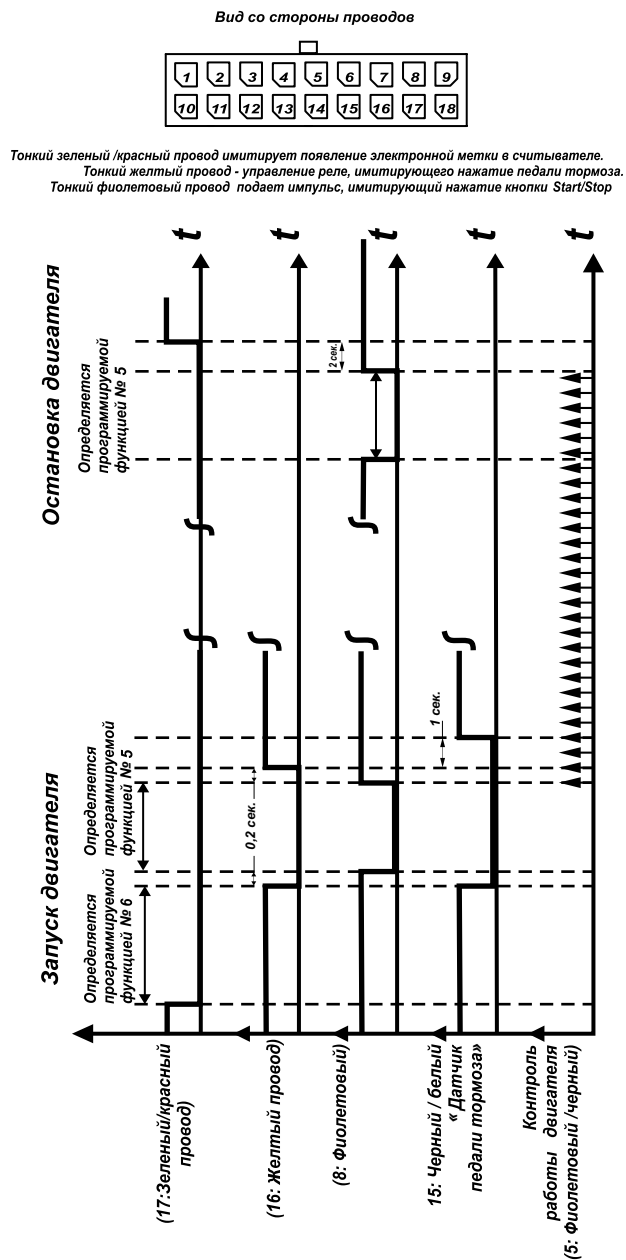 Вид со стороны проводов
1 2 3 4 5 6 7 8 9
10 11 12 13 14 15 16 17 18
Тонкий зеленый /красный провод имитирует появление электронной метки в считывателе.
Тонкий желтый провод - управление реле, имитирующего нажатие педали тормоза.
Тонкий фиолетовый провод подает импульс, имитирующий нажатие кнопки Start/Stop
t t t t t
Остановка двигателя
Определяется
программируемой
функцией № 5
2 сек.
Запуск двигателя
Определяется
программируемой
функцией № 5
Определяется
программируемой
функцией № 6
0,2 сек.
1 сек.
(17:Зеленый/красный
провод)
(16: Желтый провод)
(8: Фиолетовый)
15: Черный / белый
« Датчик
педали тормоза»
Контроль
работы двигателя
(5: Фиолетовый /черный)